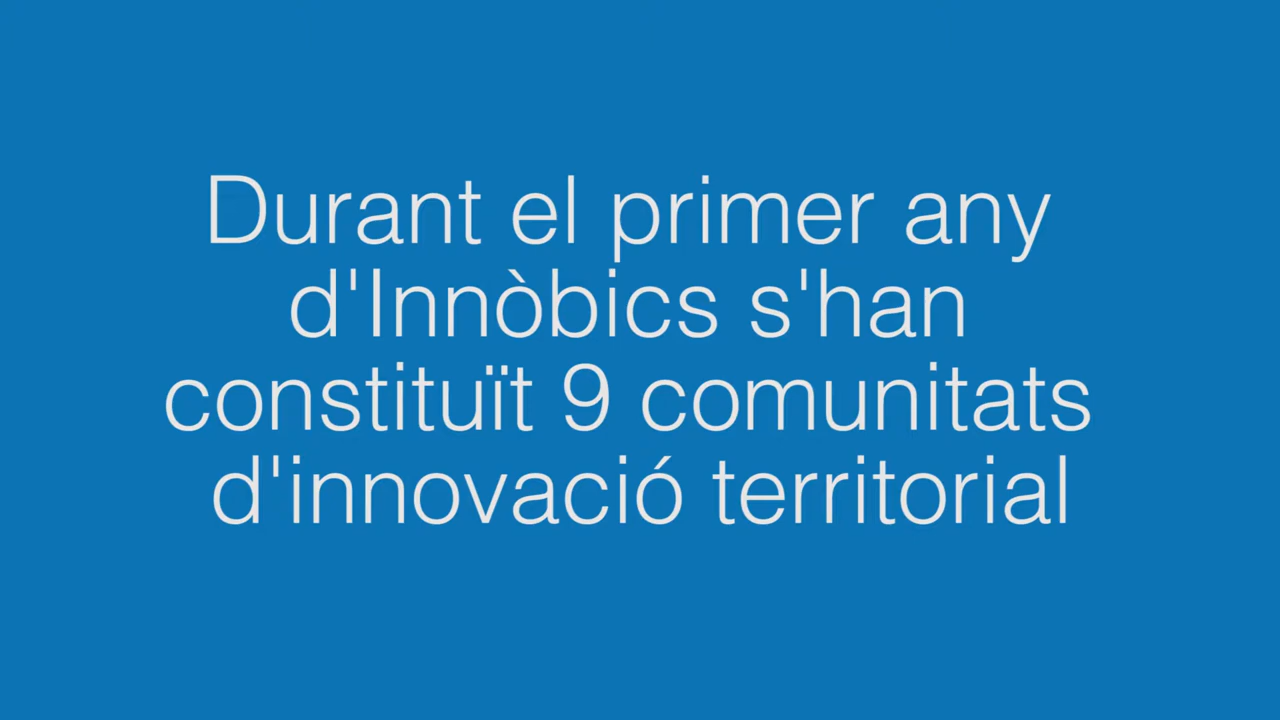 Durant el primer any
d'Innòbics s'han
constituït 9 comunitats
d'innovació territorial